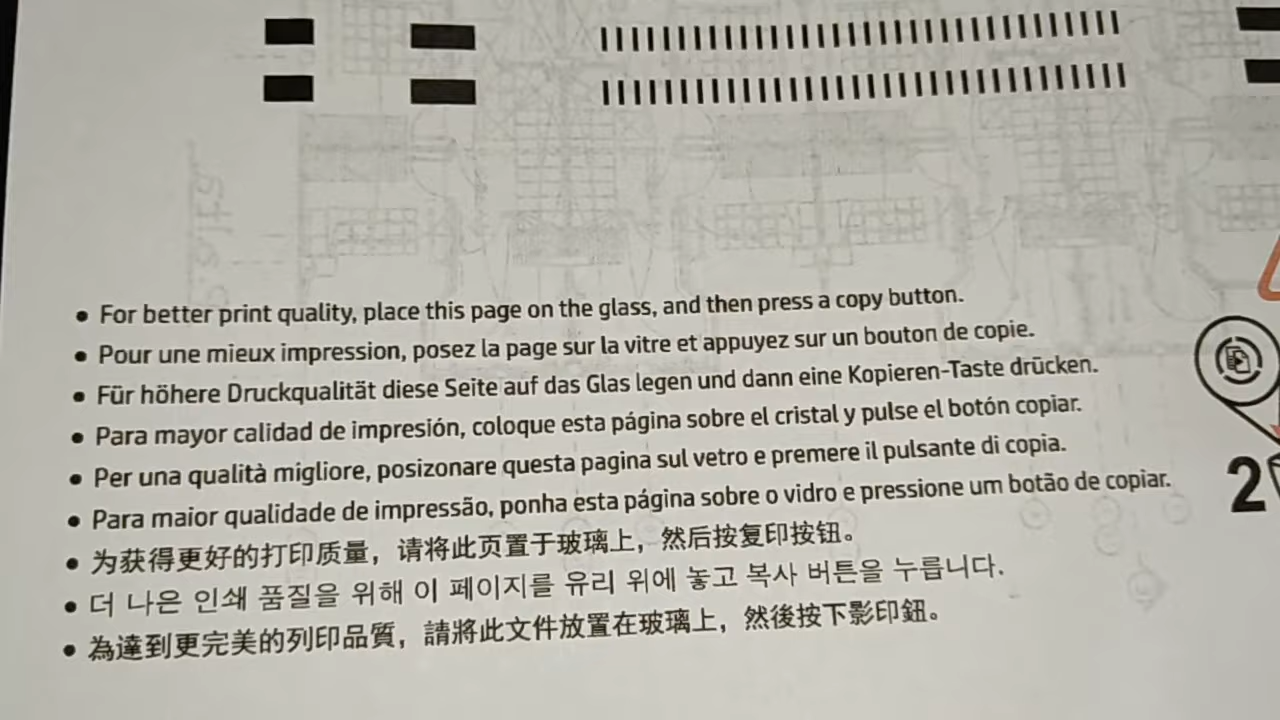 • For better print quality, place this page on the glass, and then press a copy button.
• Pour une mieux impression, posez la page sur la vitre et appuyez sur un bouton de copie.
• Für höhere Druckqualität diese Seite auf das Glas legen und dann eine Kopieren-Taste drücken.
• Para mayor calidad de impresión, coloque esta página sobre el cristal y pulse el botón copiar.
• Per una qualità migliore, posizonare questa pagina sul vetro e premere il pulsante di copia.
• Para maior qualidade de impressão, ponha esta página sobre o vidro e pressione um botão de copiar.
2
• 为获得更好的打印质量，请将此页置于玻璃上，然后按复印按钮。
• 더 나은 인쇄 품질을 위해 이 페이지를 유리 위에 놓고 복사 버튼을 누릅니다.
• 為達到更完美的列印品質，請將此文件放置在玻璃上，然後按下影印鈕。